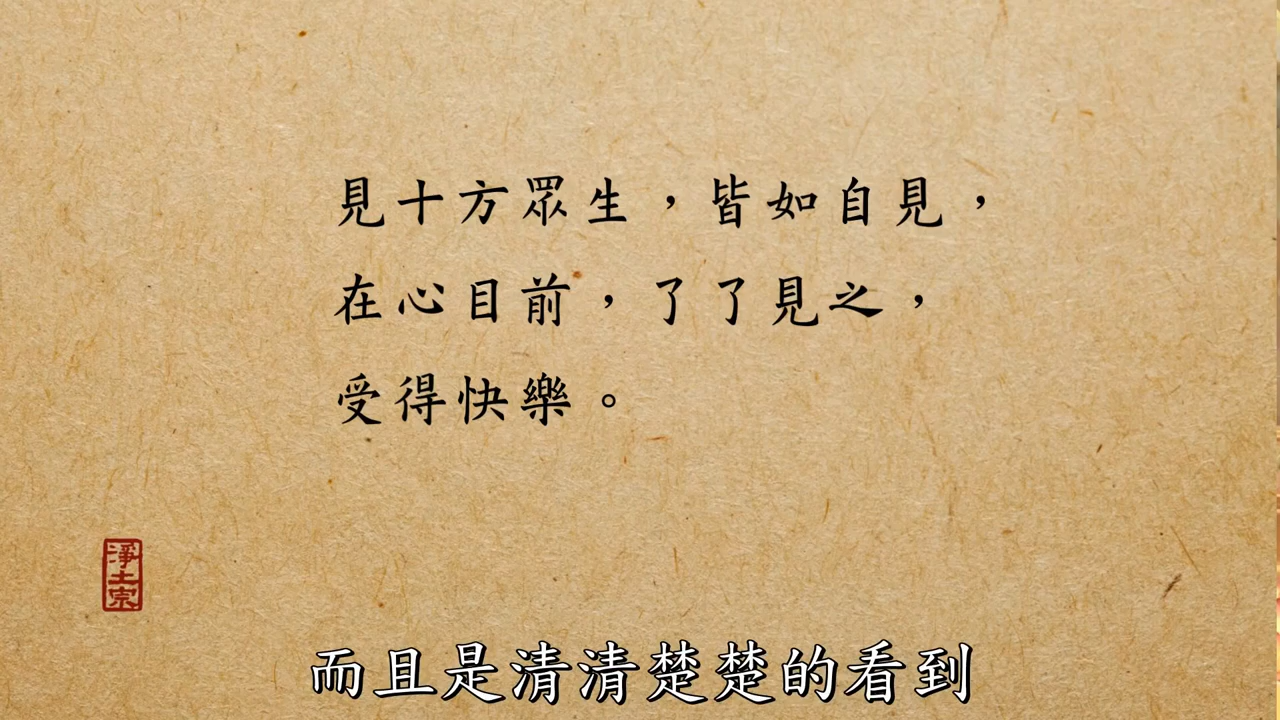 見十方眾生，皆如自見，
在心目前，了了見之，
受得快樂。
淨土宗
而且是清清楚楚的看到